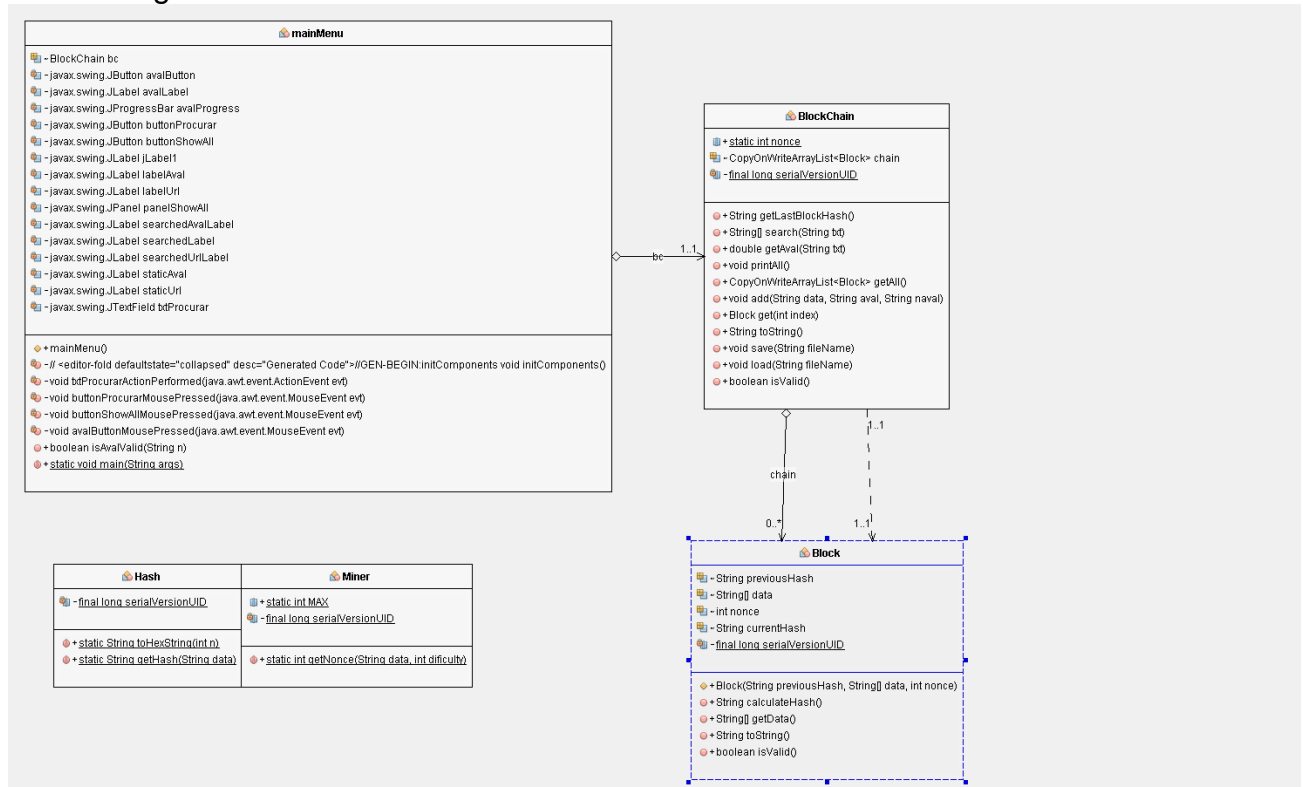 mainMenu
~ BlockChain bc
- javax.swing.JButton avalButton
- javax.swing.JLabel avalLabel
- javax.swing.JProgressBar avalProgress
- javax.swing.JButton buttonProcurar
- javax.swing.JButton buttonShowAll
- javax.swing.JLabel jLabel1
- javax.swing.JLabel labelAval
- javax.swing.JLabel labelUrl
- javax.swing.JPanel panelShowAll
- javax.swing.JLabel searchedAvalLabel
- javax.swing.JLabel searchedLabel
- javax.swing.JLabel searchedUrlLabel
- javax.swing.JLabel staticAval
- javax.swing.JLabel staticUrl
- javax.swing.JTextField txtProcurar
+ mainMenu()
- // <editor-fold defaultstate="collapsed" desc="Generated Code">//GEN-BEGIN:initComponents void initComponents()
- void txtProcurarActionPerformed(java.awt.event.ActionEvent evt)
- void buttonProcurarMousePressed(java.awt.event.MouseEvent evt)
- void buttonShowAllMousePressed(java.awt.event.MouseEvent evt)
- void avalButtonMousePressed(java.awt.event.MouseEvent evt)
+ boolean isAvalValid(String n)
+ static void main(String args)
bc
1..1
BlockChain
+ static int nonce
~ CopyOnWriteArrayList<Block> chain
- final long serialVersionUID
+ String getLastBlockHash()
+ String[] search(String txt)
+ double getAval(String txt)
+ void printAll()
+ CopyOnWriteArrayList<Block> getAll()
+ void add(String data, String aval, String naval)
+ Block get(int index)
+ String toString()
+ void save(String fileName)
+ void load(String fileName)
+ boolean isValid()
1..1
chain
0..*
1..1
Block
~ String previousHash
~ String[] data
~ int nonce
~ String currentHash
- final long serialVersionUID
+ Block(String previousHash, String[] data, int nonce)
+ String calculateHash()
+ String[] getData()
+ String toString()
+ boolean isValid()
Hash
- final long serialVersionUID
+ static String toHexString(int n)
+ static String getHash(String data)
Miner
+ static int MAX
- final long serialVersionUID
+ static int getNonce(String data, int dificulty)